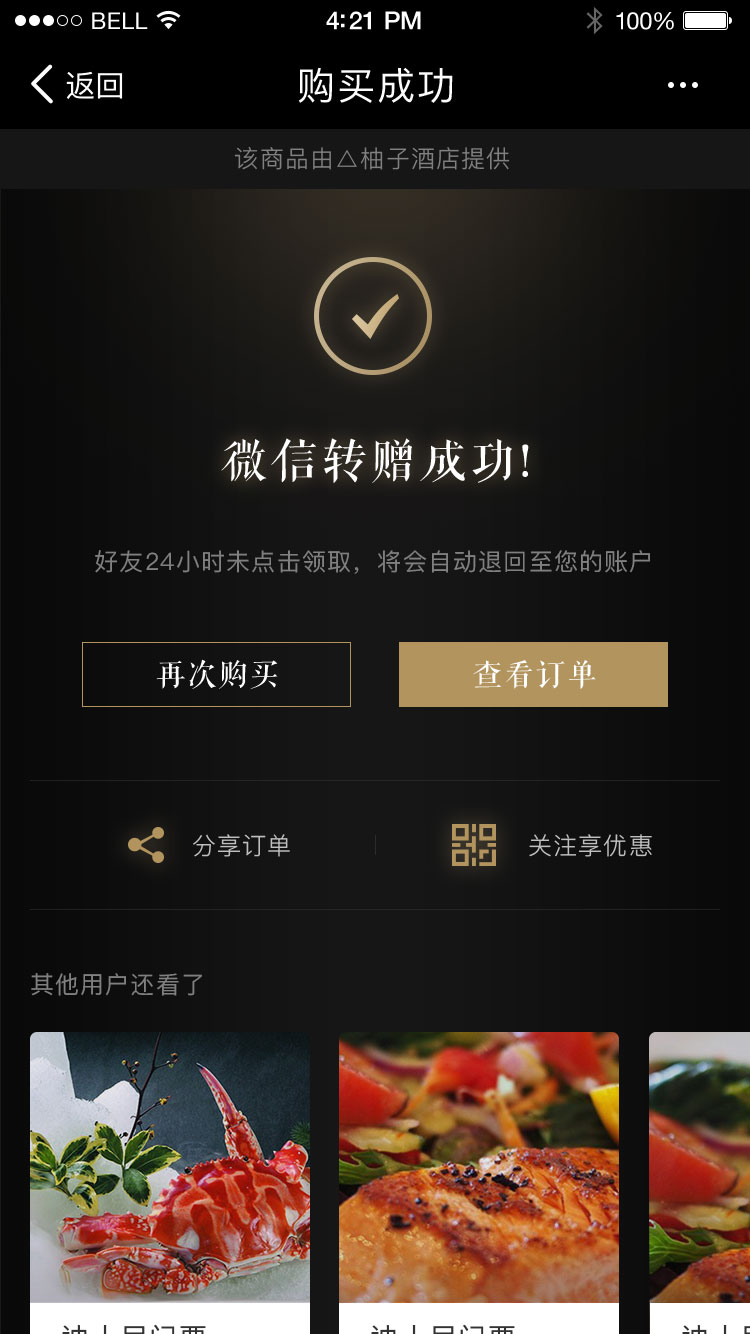 BELL 4:21 PM 100%
返回 购买成功
该商品由△柚子酒店提供
微信转赠成功!
好友24小时未点击领取，将会自动退回至您的账户
再次购买 查看订单
分享订单 关注享优惠
其他用户还看了